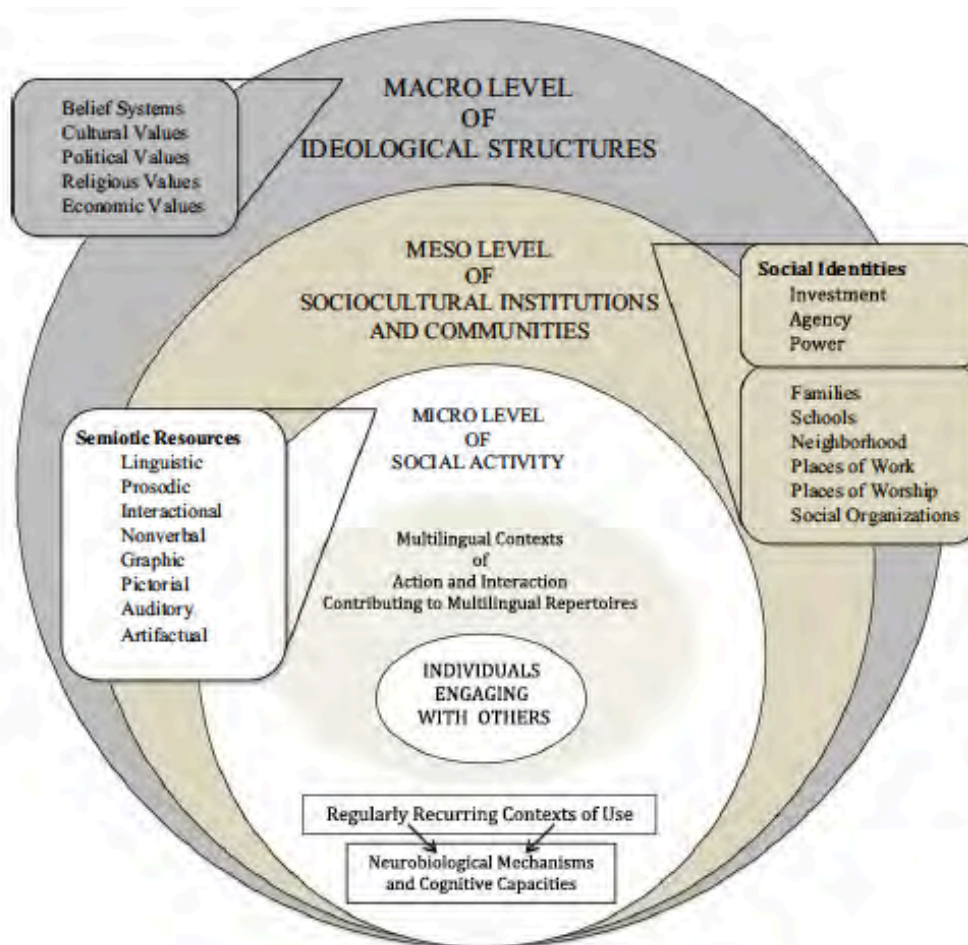 MACRO LEVEL
OF
IDEOLOGICAL STRUCTURES
Belief Systems
Cultural Values
Political Values
Religious Values
Economic Values
MESO LEVEL
OF
SOCIOCULTURAL INSTITUTIONS
AND COMMUNITIES
Social Identities
Investment
Agency
Power
Families
Schools
Neighborhood
Places of Work
Places of Worship
Social Organizations
MICRO LEVEL
OF
SOCIAL ACTIVITY
Semiotic Resources
Linguistic
Prosodic
Interactional
Nonverbal
Graphic
Pictorial
Auditory
Artifactual
Multilingual Contexts
of
Action and Interaction
Contributing to Multilingual Repertoires
INDIVIDUALS
ENGAGING
WITH OTHERS
Regularly Recurring Contexts of Use
Neurobiological Mechanisms
and Cognitive Capacities